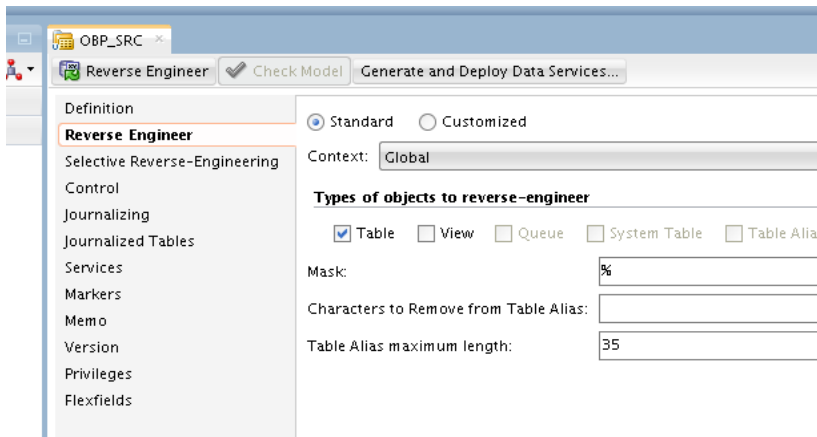 OBP_SRC
Reverse Engineer Check Model Generate and Deploy Data Services...
Definition
Reverse Engineer
Selective Reverse-Engineering
Control
Journalizing
Journalized Tables
Services
Markers
Memo
Version
Privileges
Flexfields
Standard Customized
Context: Global
Types of objects to reverse-engineer
Table View Queue System Table Table Alia
Mask: %
Characters to Remove from Table Alias:
Table Alias maximum length: 35